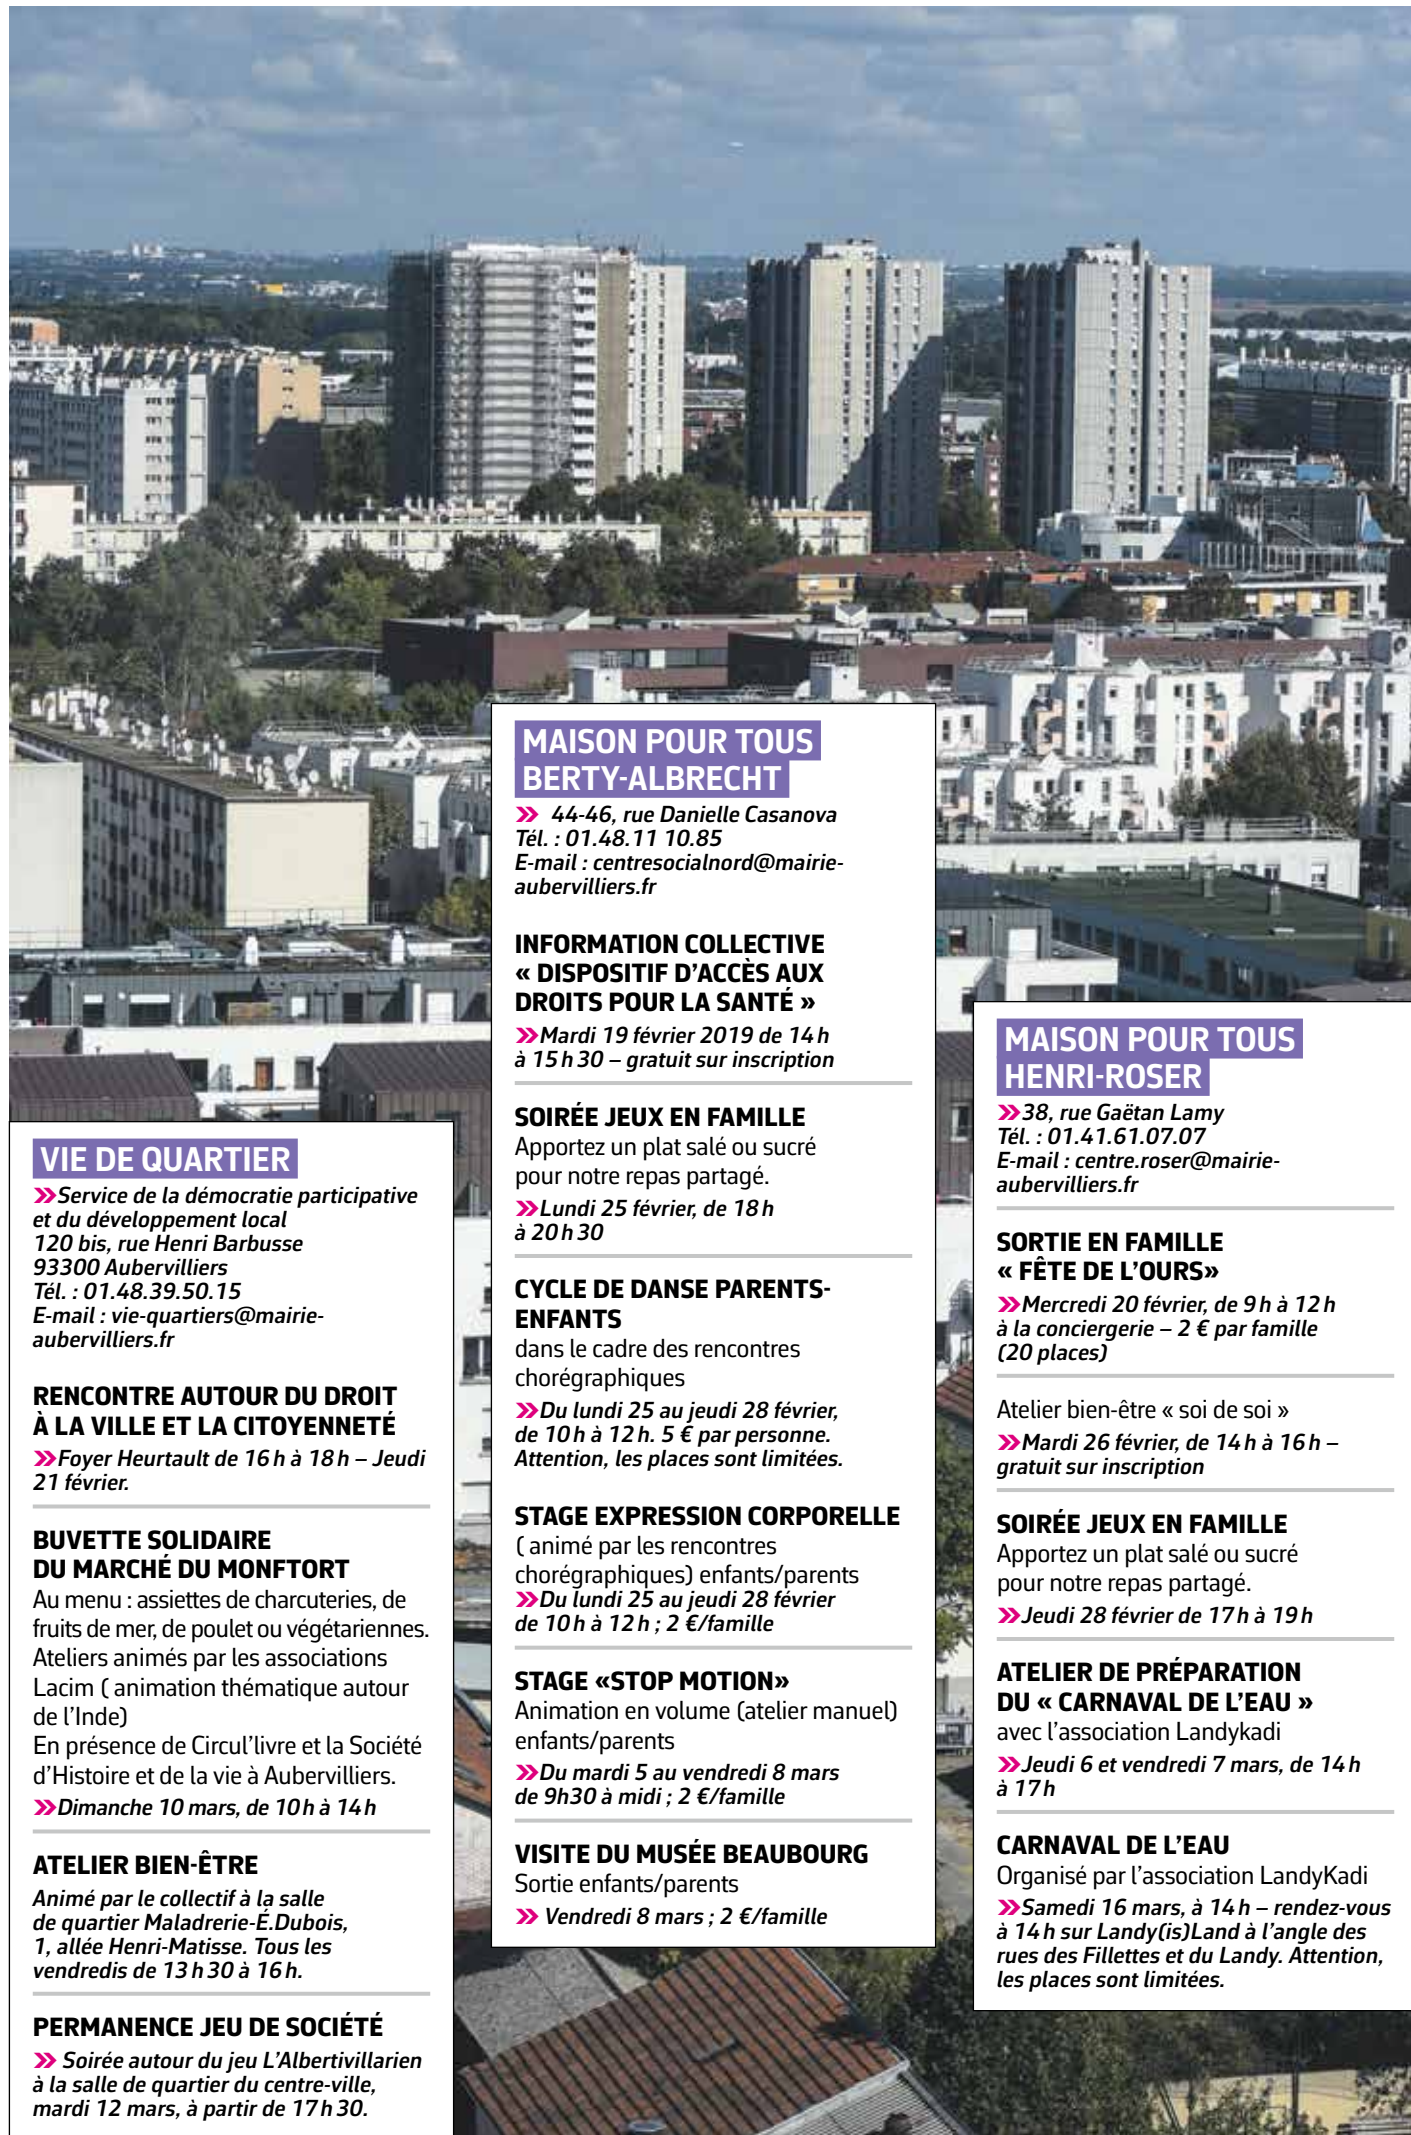 VIE DE QUARTIER
»Service de la démocratie participative
et du développement local
120 bis, rue Henri Barbusse
93300 Aubervilliers
Tél. : 01.48.39.50.15
E-mail : vie-quartiers@mairie-
aubervilliers.fr
RENCONTRE AUTOUR DU DROIT
À LA VILLE ET LA CITOYENNETÉ
»Foyer Heurtault de 16 h à 18 h – Jeudi
21 février.
BUVETTE SOLIDAIRE
DU MARCHÉ DU MONFTORT
Au menu : assiettes de charcuteries, de
fruits de mer, de poulet ou végétariennes.
Ateliers animés par les associations
Lacim ( animation thématique autour
de l’Inde)
En présence de Circul’livre et la Société
d’Histoire et de la vie à Aubervilliers.
»Dimanche 10 mars, de 10 h à 14 h
ATELIER BIEN-ÊTRE
Animé par le collectif à la salle
de quartier Maladrerie-É.Dubois,
1, allée Henri-Matisse. Tous les
vendredis de 13 h 30 à 16 h.
PERMANENCE JEU DE SOCIÉTÉ
» Soirée autour du jeu L’Albertivillarien
à la salle de quartier du centre-ville,
mardi 12 mars, à partir de 17 h 30.
MAISON POUR TOUS
BERTY-ALBRECHT
» 44-46, rue Danielle Casanova
Tél. : 01.48.11 10.85
E-mail : centresocialnord@mairie-
aubervilliers.fr
INFORMATION COLLECTIVE
« DISPOSITIF D’ACCÈS AUX
DROITS POUR LA SANTÉ »
»Mardi 19 février 2019 de 14 h
à 15 h 30 – gratuit sur inscription
SOIRÉE JEUX EN FAMILLE
Apportez un plat salé ou sucré
pour notre repas partagé.
»Lundi 25 février, de 18 h
à 20 h 30
CYCLE DE DANSE PARENTS-
ENFANTS
dans le cadre des rencontres
chorégraphiques
»Du lundi 25 au jeudi 28 février,
de 10 h à 12 h. 5 € par personne.
Attention, les places sont limitées.
STAGE EXPRESSION CORPORELLE
( animé par les rencontres
chorégraphiques) enfants/parents
»Du lundi 25 au jeudi 28 février
de 10 h à 12 h ; 2 €/famille
STAGE «STOP MOTION»
Animation en volume (atelier manuel)
enfants/parents
»Du mardi 5 au vendredi 8 mars
de 9h30 à midi ; 2 €/famille
VISITE DU MUSÉE BEAUBOURG
Sortie enfants/parents
» Vendredi 8 mars ; 2 €/famille
MAISON POUR TOUS
HENRI-ROSER
»38, rue Gaëtan Lamy
Tél. : 01.41.61.07.07
E-mail : centre.roser@mairie-
aubervilliers.fr
SORTIE EN FAMILLE
« FÊTE DE L’OURS»
»Mercredi 20 février, de 9 h à 12 h
à la conciergerie – 2 € par famille
(20 places)
Atelier bien-être « soi de soi »
»Mardi 26 février, de 14 h à 16 h –
gratuit sur inscription
SOIRÉE JEUX EN FAMILLE
Apportez un plat salé ou sucré
pour notre repas partagé.
»Jeudi 28 février de 17 h à 19 h
ATELIER DE PRÉPARATION
DU « CARNAVAL DE L’EAU »
avec l’association Landykadi
»Jeudi 6 et vendredi 7 mars, de 14 h
à 17 h
CARNAVAL DE L’EAU
Organisé par l’association LandyKadi
»Samedi 16 mars, à 14 h – rendez-vous
à 14 h sur Landy(is)Land à l’angle des
rues des Fillettes et du Landy. Attention,
les places sont limitées.